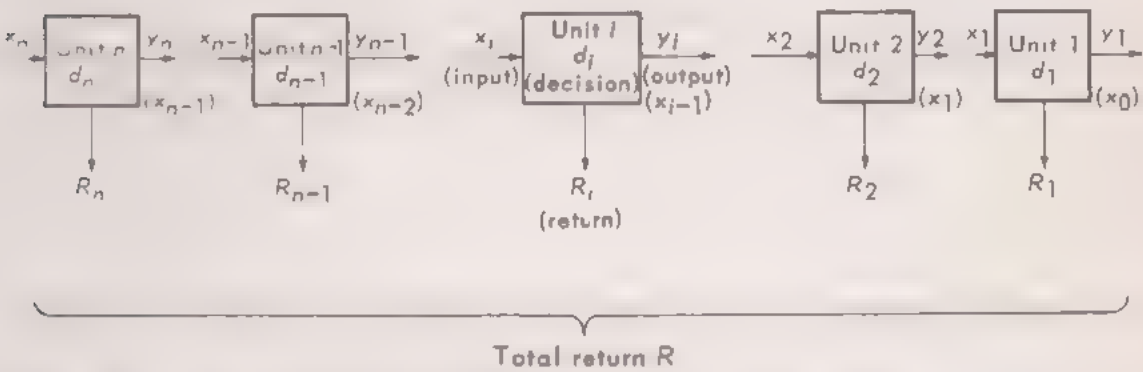 xn Unit n yn xn−1 Unit n−1 yn−1 xi Unit i yi x2 Unit 2 y2 x1 Unit 1 y1
dn dn−1 (input) di (output) d2 d1
(decision)
(xn−1) (xn−2) (xi−1) (x1) (x0)
Rn Rn−1 Ri R2 R1
(return)
Total return R